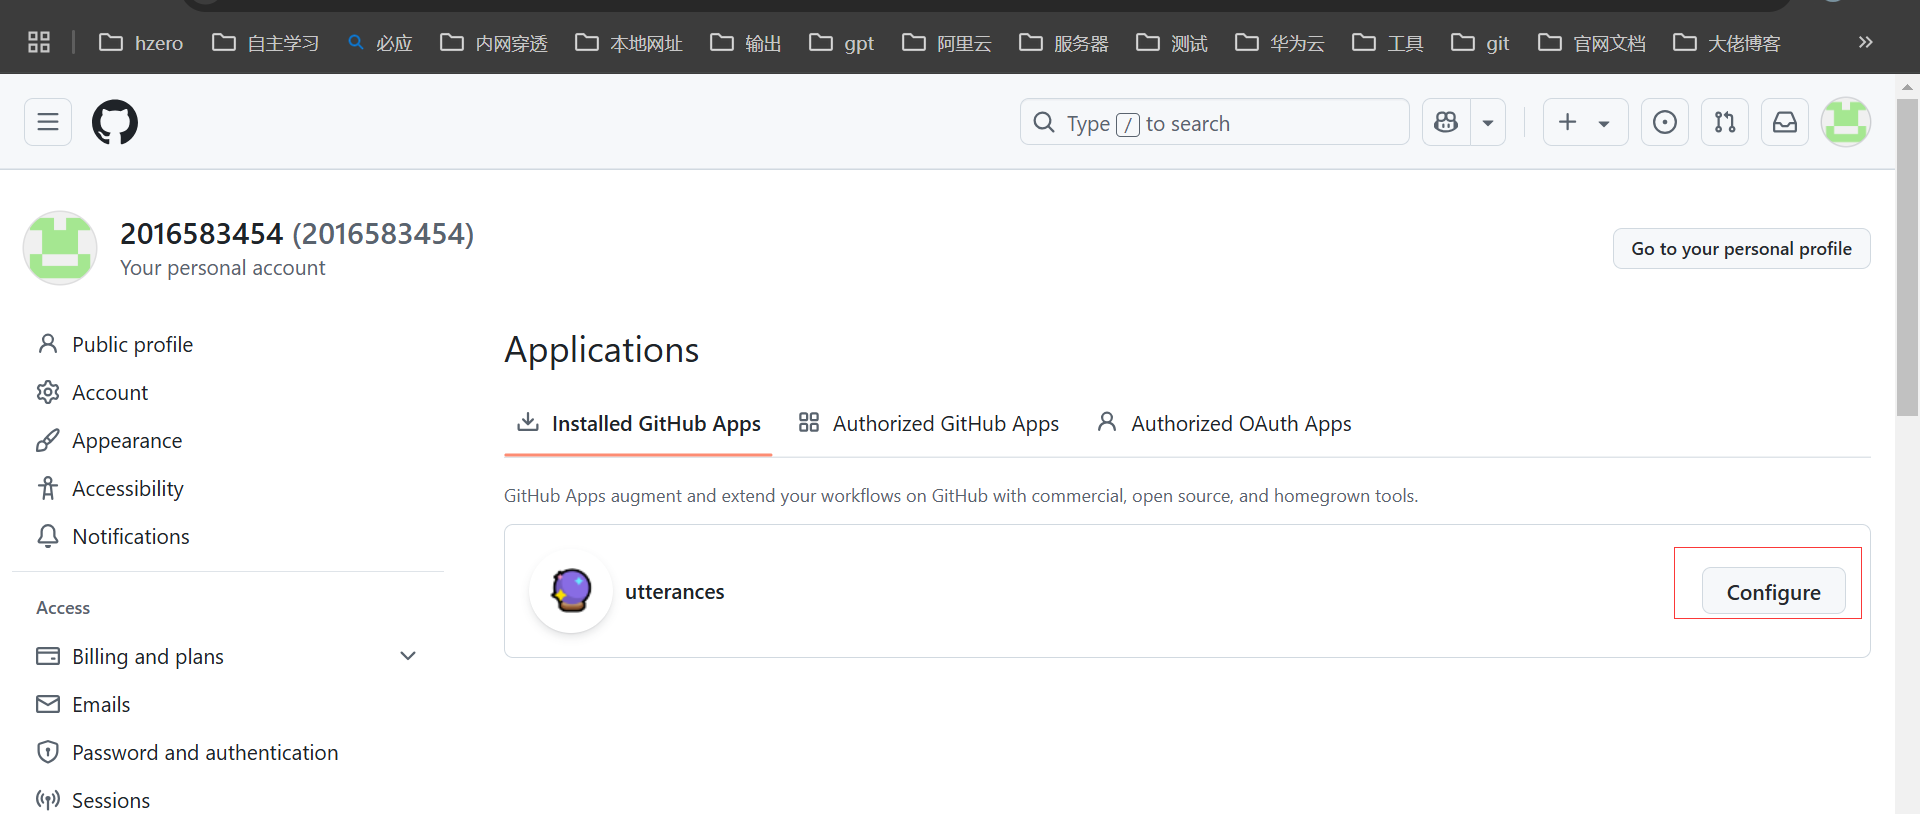 hzero 自主学习 必应 内网穿透 本地网址 输出 gpt 阿里云 服务器 测试 华为云 工具 git 官网文档 大佬博客
Type / to search
2016583454 (2016583454)
Your personal account
Go to your personal profile
Public profile
Account
Appearance
Accessibility
Notifications
Access
Billing and plans
Emails
Password and authentication
Sessions
Applications
Installed GitHub Apps Authorized GitHub Apps Authorized OAuth Apps
GitHub Apps augment and extend your workflows on GitHub with commercial, open source, and homegrown tools.
utterances
Configure